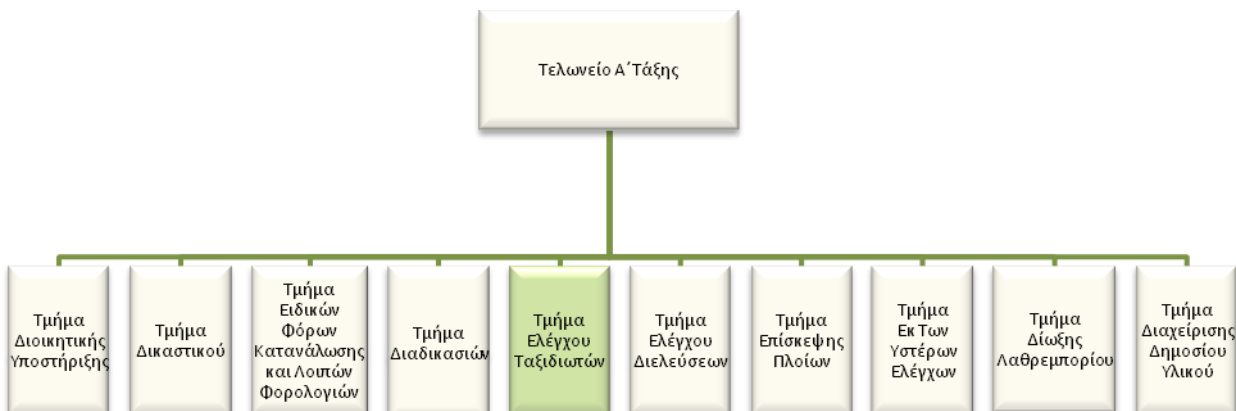 Τελωνείο Α΄Τάξης
Τμήμα
Διοικητικής
Υποστήριξης
Τμήμα
Δικαστικού
Τμήμα
Ειδικών
Φόρων
Κατανάλωσης
και Λοιπών
Φορολογιών
Τμήμα
Διαδικασιών
Τμήμα
Ελέγχου
Ταξιδιωτών
Τμήμα
Ελέγχου
Διελεύσεων
Τμήμα
Επίσκεψης
Πλοίων
Τμήμα
Εκ Των
Υστέρων
Ελέγχων
Τμήμα
Δίωξης
Λαθρεμπορίου
Τμήμα
Διαχείρισης
Δημοσίου
Υλικού